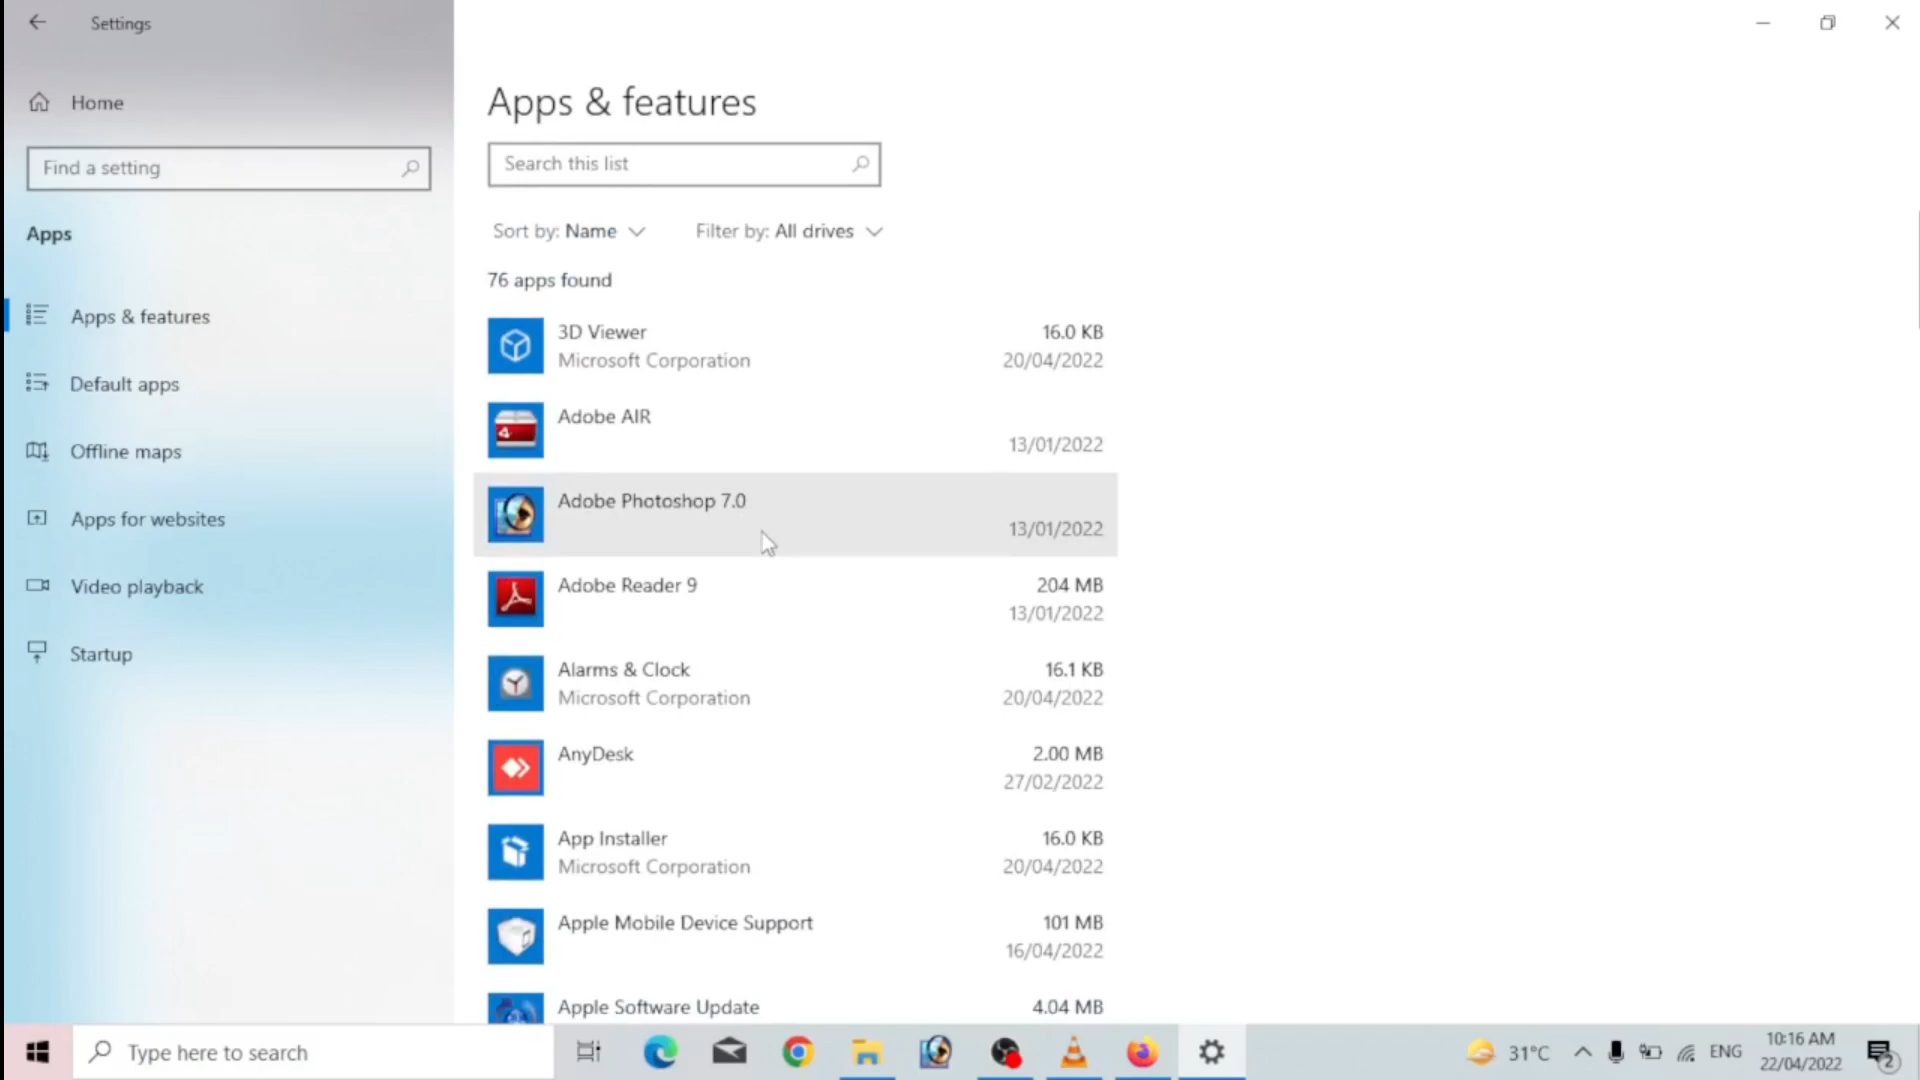 Settings
Home
Find a setting
Apps
Apps & features
Default apps
Offline maps
Apps for websites
Video playback
Startup
Apps & features
Search this list
Sort by: Name
Filter by: All drives
76 apps found
3D Viewer 16.0 KB
Microsoft Corporation 20/04/2022
Adobe AIR
13/01/2022
Adobe Photoshop 7.0
13/01/2022
Adobe Reader 9 204 MB
13/01/2022
Alarms & Clock 16.1 KB
Microsoft Corporation 20/04/2022
AnyDesk 2.00 MB
27/02/2022
App Installer 16.0 KB
Microsoft Corporation 20/04/2022
Apple Mobile Device Support 101 MB
16/04/2022
Apple Software Update 4.04 MB
Type here to search
31°C
ENG
10:16 AM
22/04/2022
2